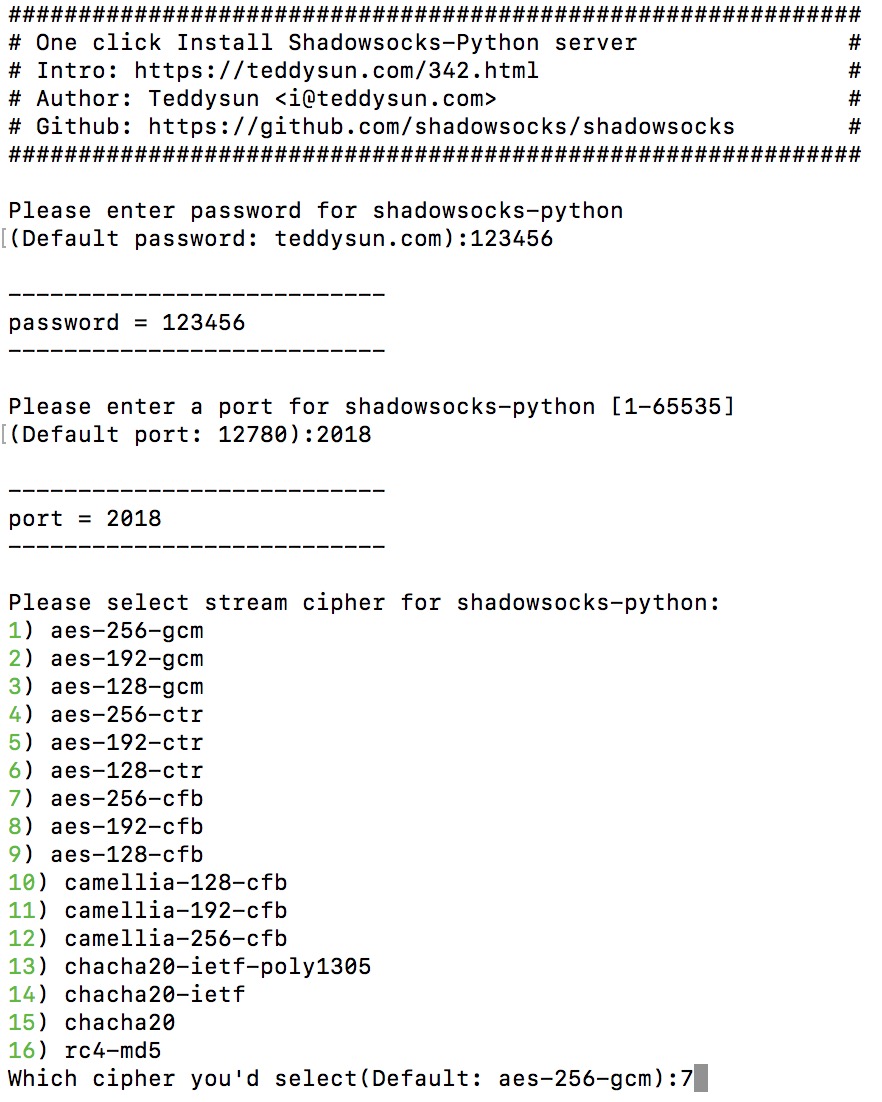 #############################################################
# One click Install Shadowsocks-Python server               #
# Intro: https://teddysun.com/342.html                      #
# Author: Teddysun <i@teddysun.com>                         #
# Github: https://github.com/shadowsocks/shadowsocks        #
#############################################################
Please enter password for shadowsocks-python
[(Default password: teddysun.com):123456
---------------------------
password = 123456
---------------------------
Please enter a port for shadowsocks-python [1-65535]
[(Default port: 12780):2018
---------------------------
port = 2018
---------------------------
Please select stream cipher for shadowsocks-python:
1) aes-256-gcm
2) aes-192-gcm
3) aes-128-gcm
4) aes-256-ctr
5) aes-192-ctr
6) aes-128-ctr
7) aes-256-cfb
8) aes-192-cfb
9) aes-128-cfb
10) camellia-128-cfb
11) camellia-192-cfb
12) camellia-256-cfb
13) chacha20-ietf-poly1305
14) chacha20-ietf
15) chacha20
16) rc4-md5
Which cipher you'd select(Default: aes-256-gcm):7